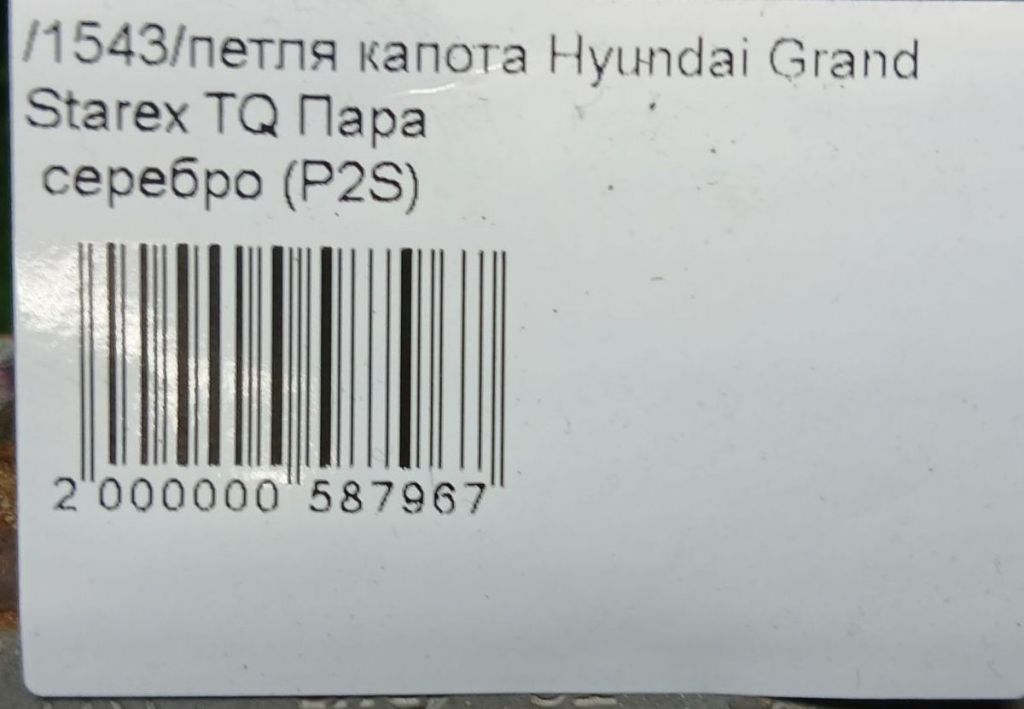 /1543/петля капота Hyundai Grand
Starex TQ Пара
серебро (P2S)
2 000000 587967